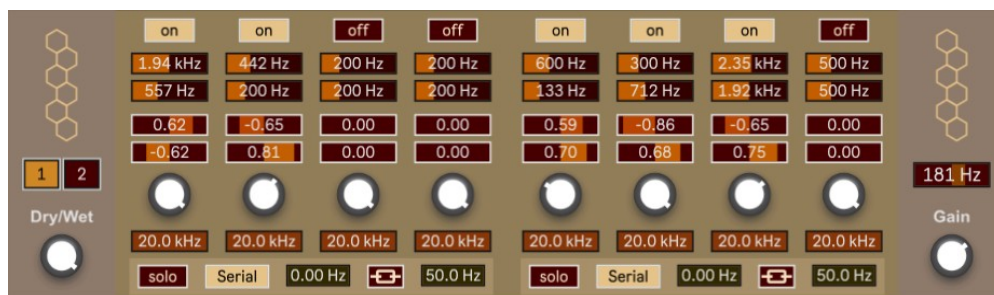 on on off off on on on off
1.94 kHz 442 Hz 200 Hz 200 Hz 600 Hz 300 Hz 2.35 kHz 500 Hz
557 Hz 200 Hz 200 Hz 200 Hz 133 Hz 712 Hz 1.92 kHz 500 Hz
0.62 -0.65 0.00 0.00 0.59 -0.86 -0.65 0.00
-0.62 0.81 0.00 0.00 0.70 0.68 0.75 0.00
1 2 181 Hz
Dry/Wet Gain
20.0 kHz 20.0 kHz 20.0 kHz 20.0 kHz 20.0 kHz 20.0 kHz 20.0 kHz 20.0 kHz
solo Serial 0.00 Hz 50.0 Hz solo Serial 0.00 Hz 50.0 Hz